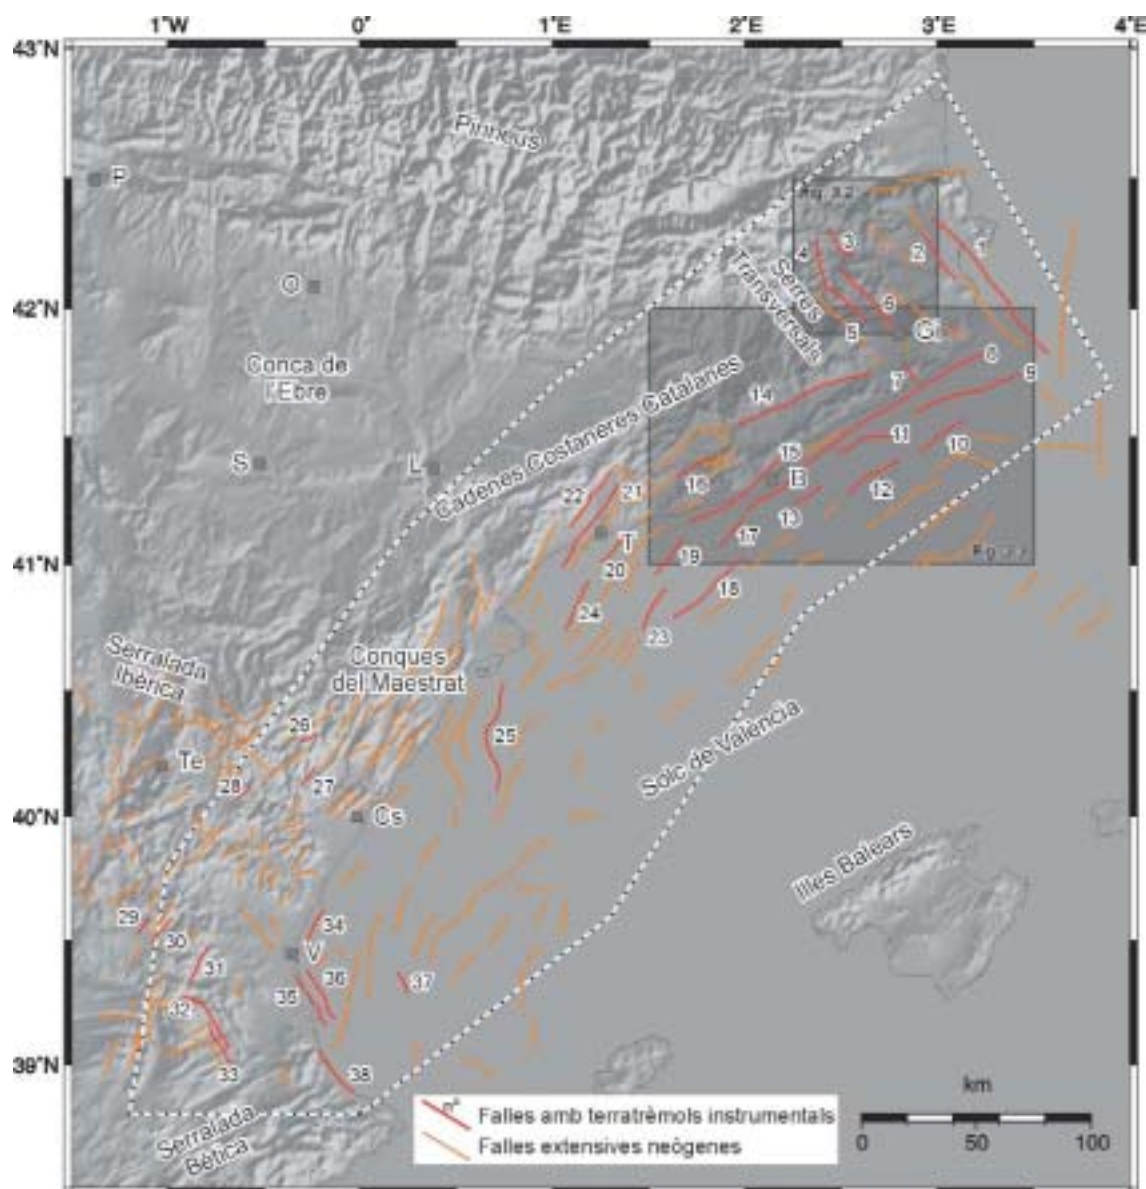 1°W 0° 1°E 2°E 3°E 4°E
43°N
Pirineus
P
4
3
2
1
O
Serres
Transversals
42°N
6
5
G
Conca de
l'Ebre
8
7
9
14
Cadenes Costaneres Catalanes
11
10
15
S
L
B
16
12
22
21
13
17
T
41°N
19
20
18
24
23
Serralada
Ibèrica
Conques
del Maestrat
26
25
Te
Solc de València
28
27
40°N
Cs
Illes Balears
29
34
30
V
31
36
35
37
32
39°N
33
38
km
n°
Falles amb terratrèmols instrumentals
Falles extensives neògenes
0 50 100
Serralada
Bètica